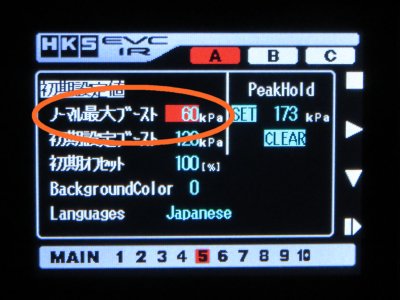 HKS EVC IR
A B C
初期設定値
ノーマル最大ブースト 60kPa
初期設定ブースト 120kPa
初期オフセット 100[%]
BackgroundColor 0
Languages Japanese
PeakHold
SET 173 kPa
CLEAR
MAIN 1 2 3 4 5 6 7 8 9 10